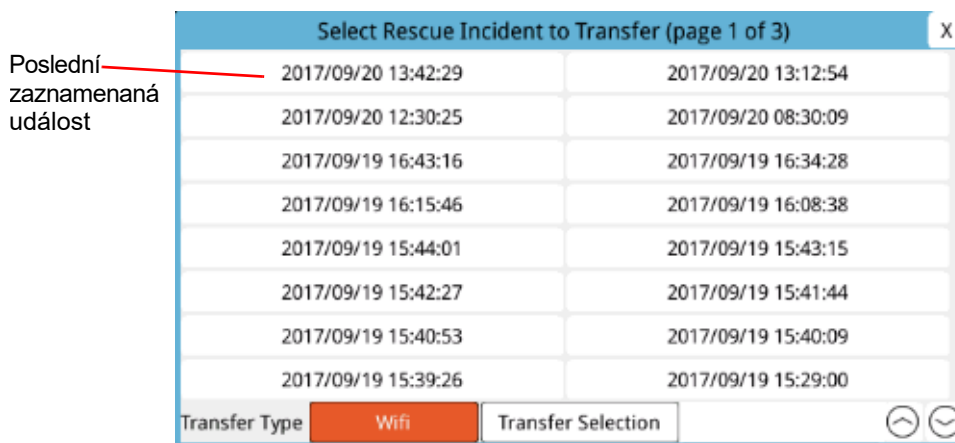 Select Rescue Incident to Transfer (page 1 of 3) X
Poslední
zaznamenaná
událost
2017/09/20 13:42:29 2017/09/20 13:12:54
2017/09/20 12:30:25 2017/09/20 08:30:09
2017/09/19 16:43:16 2017/09/19 16:34:28
2017/09/19 16:15:46 2017/09/19 16:08:38
2017/09/19 15:44:01 2017/09/19 15:43:15
2017/09/19 15:42:27 2017/09/19 15:41:44
2017/09/19 15:40:53 2017/09/19 15:40:09
2017/09/19 15:39:26 2017/09/19 15:29:00
Transfer Type Wifi Transfer Selection